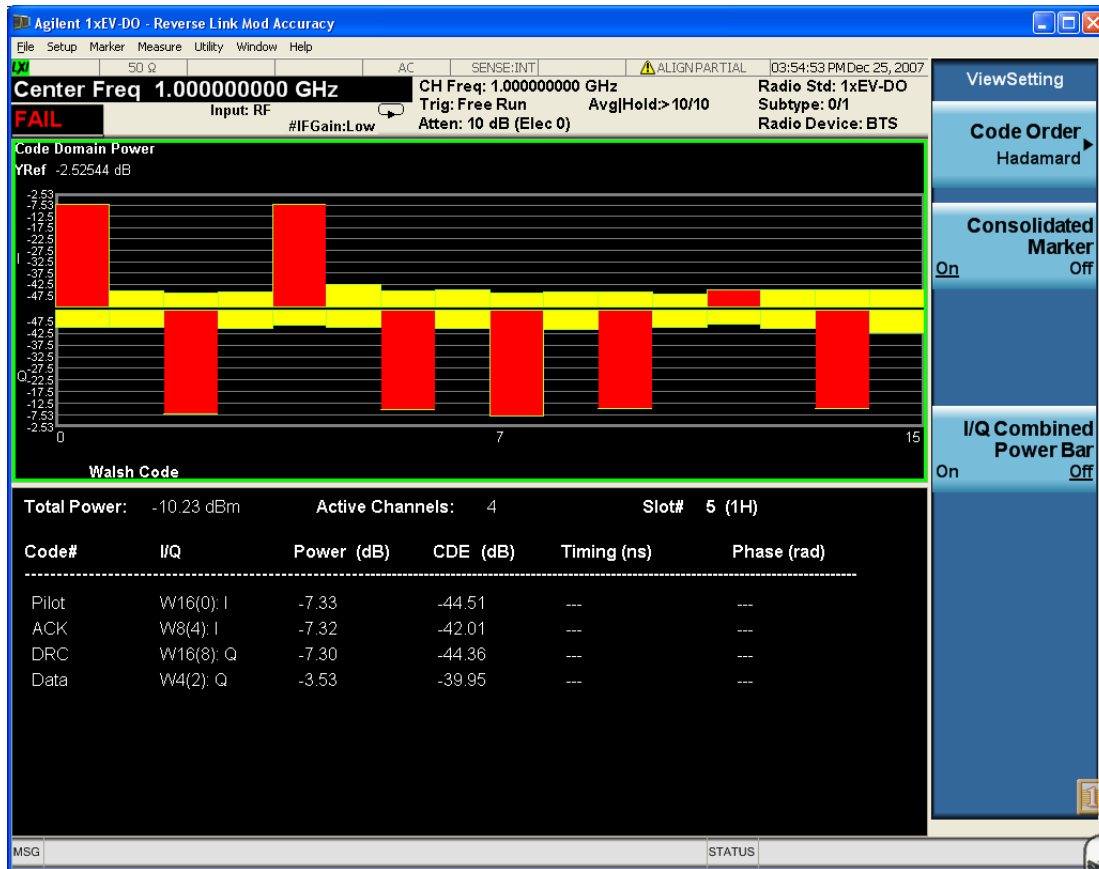 Agilent 1xEV-DO - Reverse Link Mod Accuracy
File Setup Marker Measure Utility Window Help
LXI 50 Ω AC SENSE:INT ALIGN PARTIAL 03:54:53 PM Dec 25, 2007
Center Freq 1.000000000 GHz
Input: RF
#IFGain:Low
CH Freq: 1.000000000 GHz
Trig: Free Run Avg|Hold:> 10/10
Atten: 10 dB (Elec 0)
Radio Std: 1xEV-DO
Subtype: 0/1
Radio Device: BTS
FAIL
Code Domain Power
YRef -2.52544 dB
-2.53
-7.53
-12.5
-17.5
-22.5
-27.5
I
-32.5
-37.5
-42.5
-47.5
-47.5
-42.5
-37.5
-32.5
-27.5
Q
-22.5
-17.5
-12.5
-7.53
-2.53
0 7 15
Walsh Code
Total Power: -10.23 dBm Active Channels: 4 Slot# 5 (1H)
Code# I/Q Power (dB) CDE (dB) Timing (ns) Phase (rad)
Pilot W16(0): I -7.33 -44.51 --- ---
ACK W8(4): I -7.32 -42.01 --- ---
DRC W16(8): Q -7.30 -44.36 --- ---
Data W4(2): Q -3.53 -39.95 --- ---
ViewSetting
Code Order
Hadamard
Consolidated
Marker
On Off
I/Q Combined
Power Bar
On Off
1
MSG STATUS